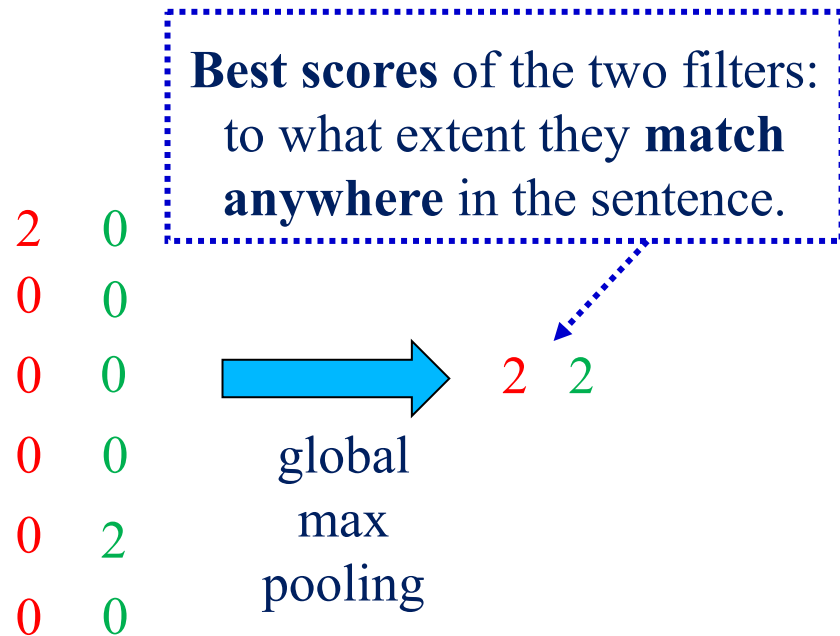 Best scores of the two filters:
to what extent they match
anywhere in the sentence.
2 0
0 0
0 0
0 0
0 2
0 0
global
max
pooling
2 2